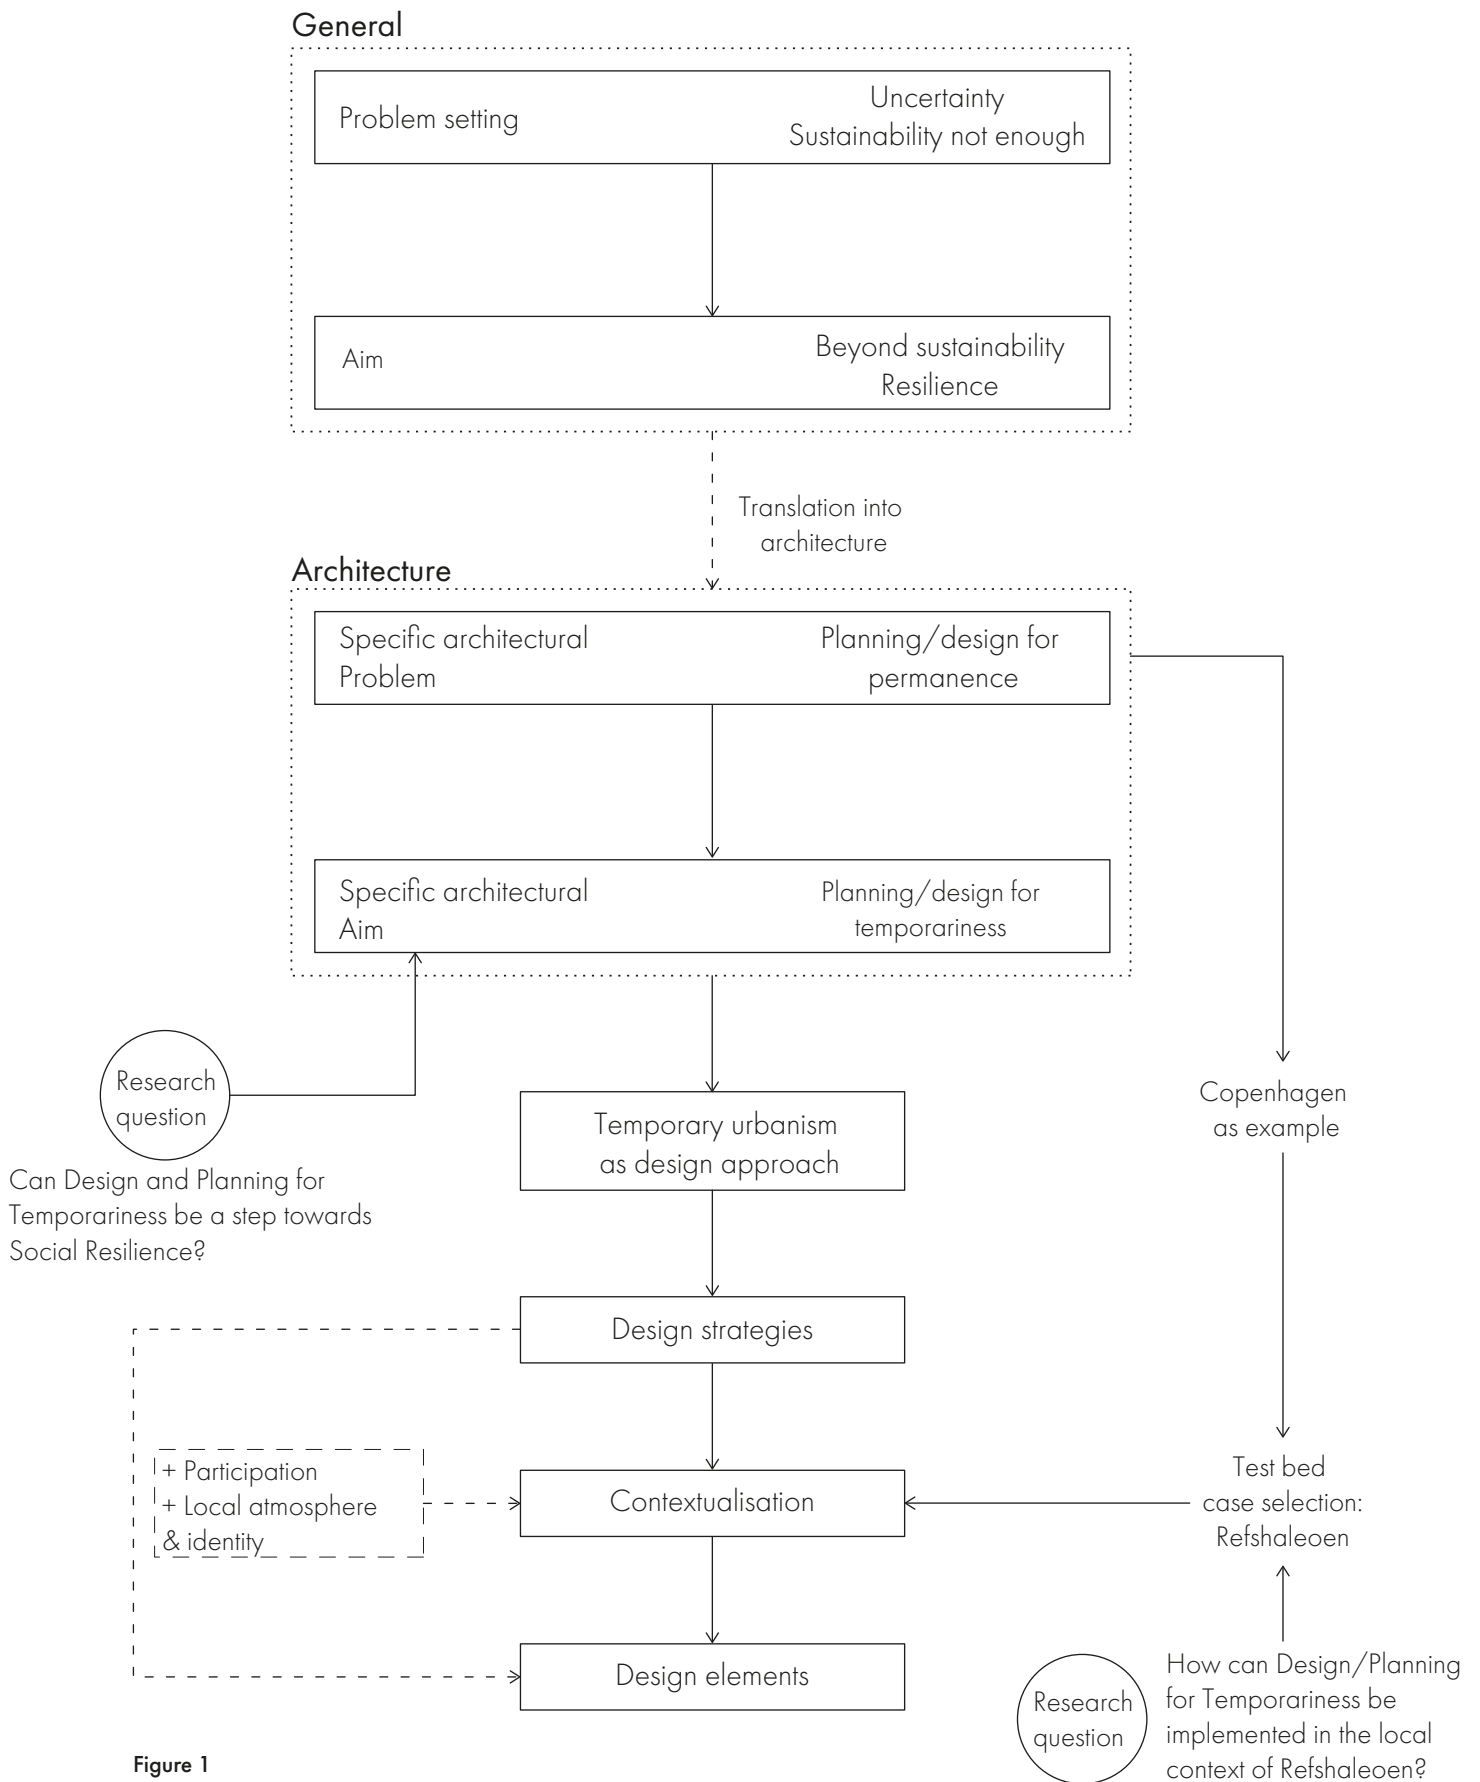 General
Problem setting
Uncertainty
Sustainability not enough
Aim
Beyond sustainability
Resilience
Translation into
architecture
Architecture
Specific architectural
Problem
Planning/design for
permanence
Specific architectural
Aim
Planning/design for
temporariness
Research
question
Can Design and Planning for
Temporariness be a step towards
Social Resilience?
Temporary urbanism
as design approach
Copenhagen
as example
Design strategies
+ Participation
+ Local atmosphere
& identity
Contextualisation
Test bed
case selection:
Refshaleoen
Design elements
Research
question
How can Design/Planning
for Temporariness be
implemented in the local
context of Refshaleoen?
Figure 1